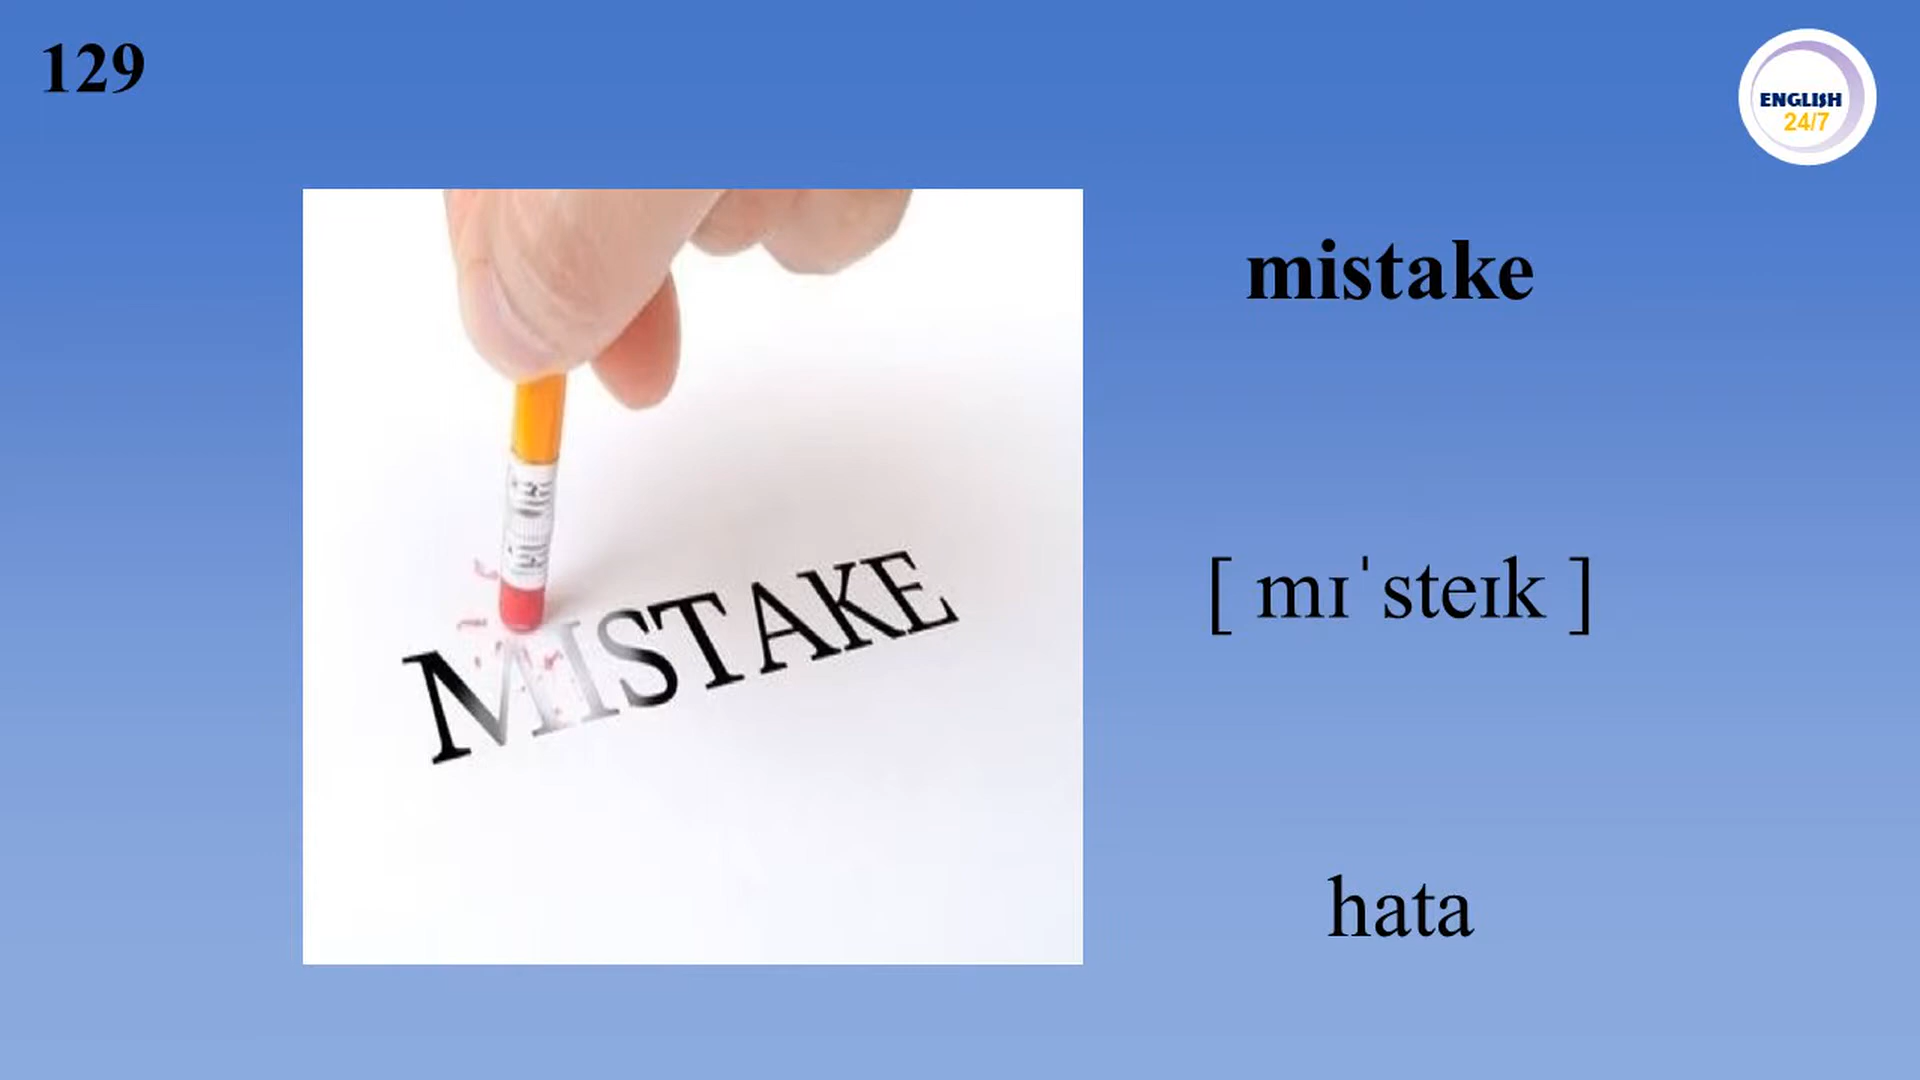 129
ENGLISH
24/7
mistake
MISTAKE
[ mɪˈsteɪk ]
hata